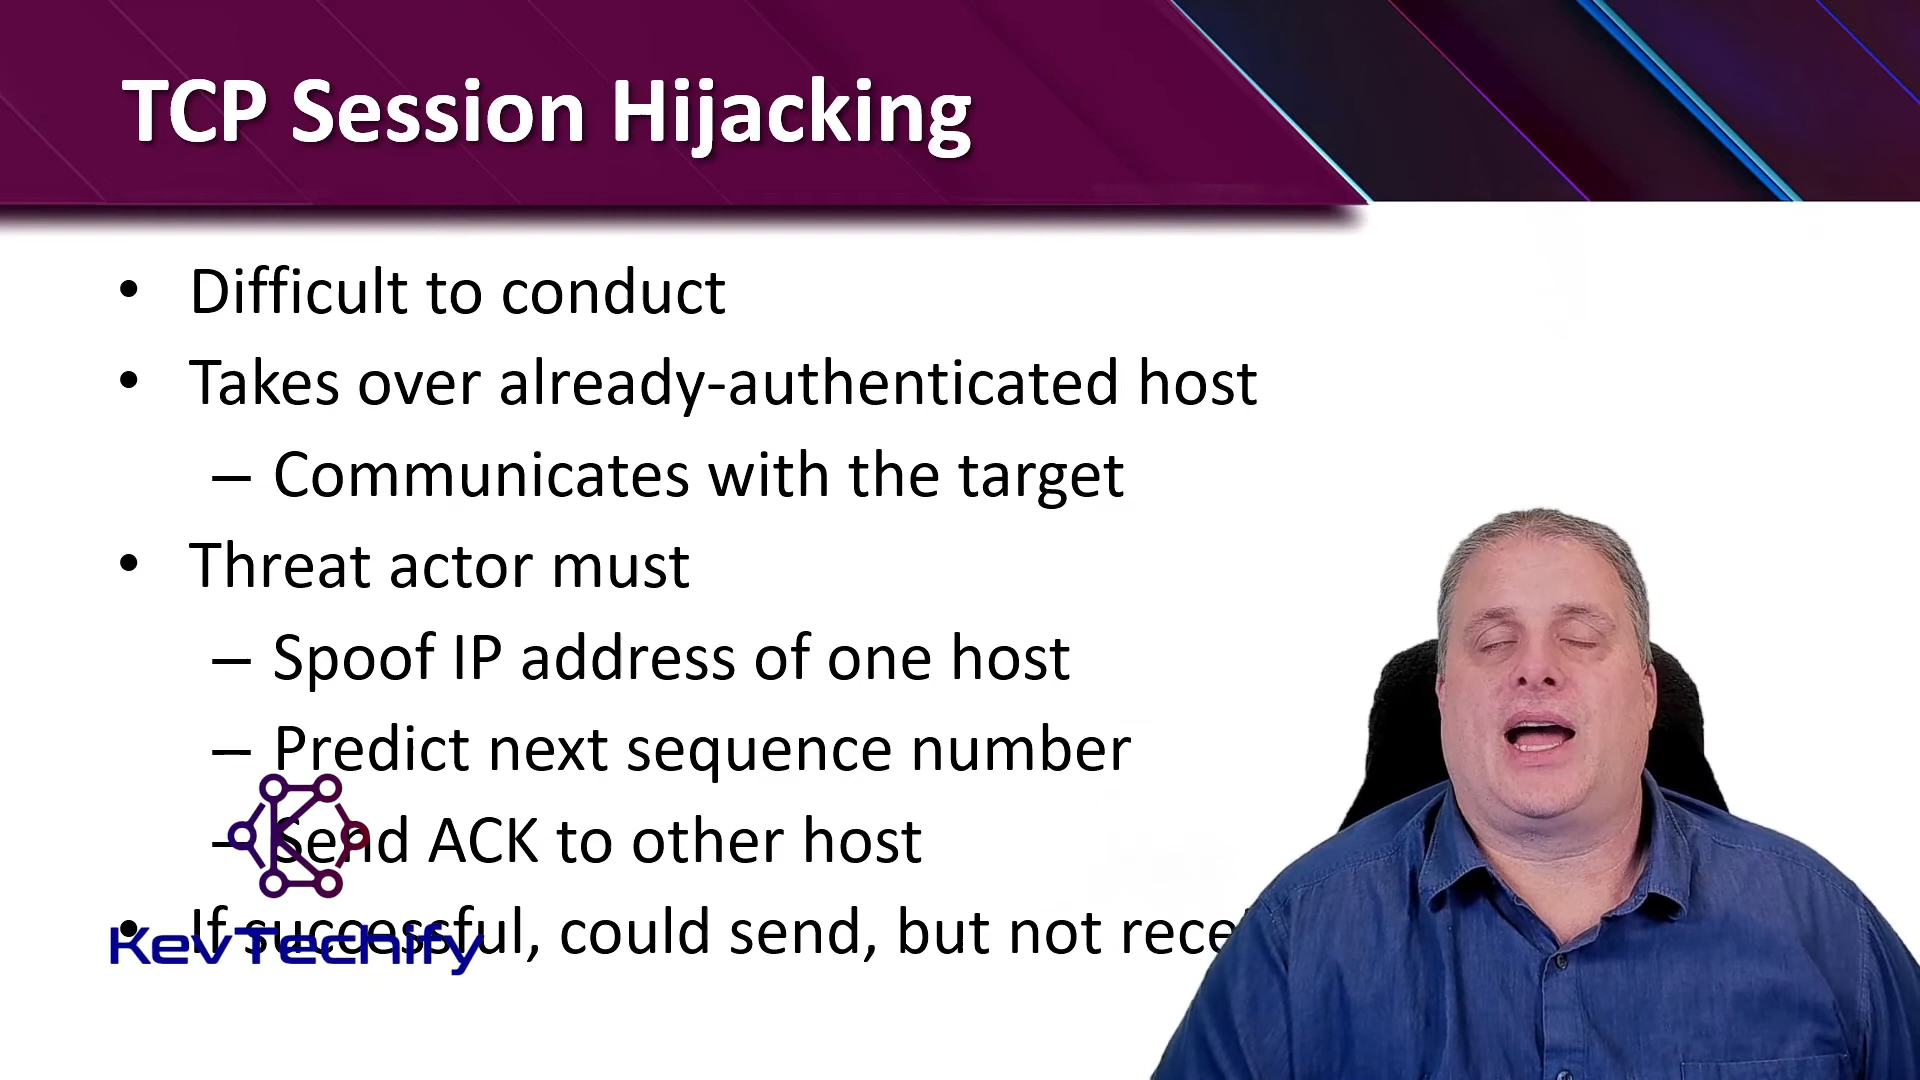 TCP Session Hijacking
• Difficult to conduct
• Takes over already-authenticated host
– Communicates with the target
• Threat actor must
– Spoof IP address of one host
– Predict next sequence number
– Send ACK to other host
• If successful, could send, but not rece
KevTechify